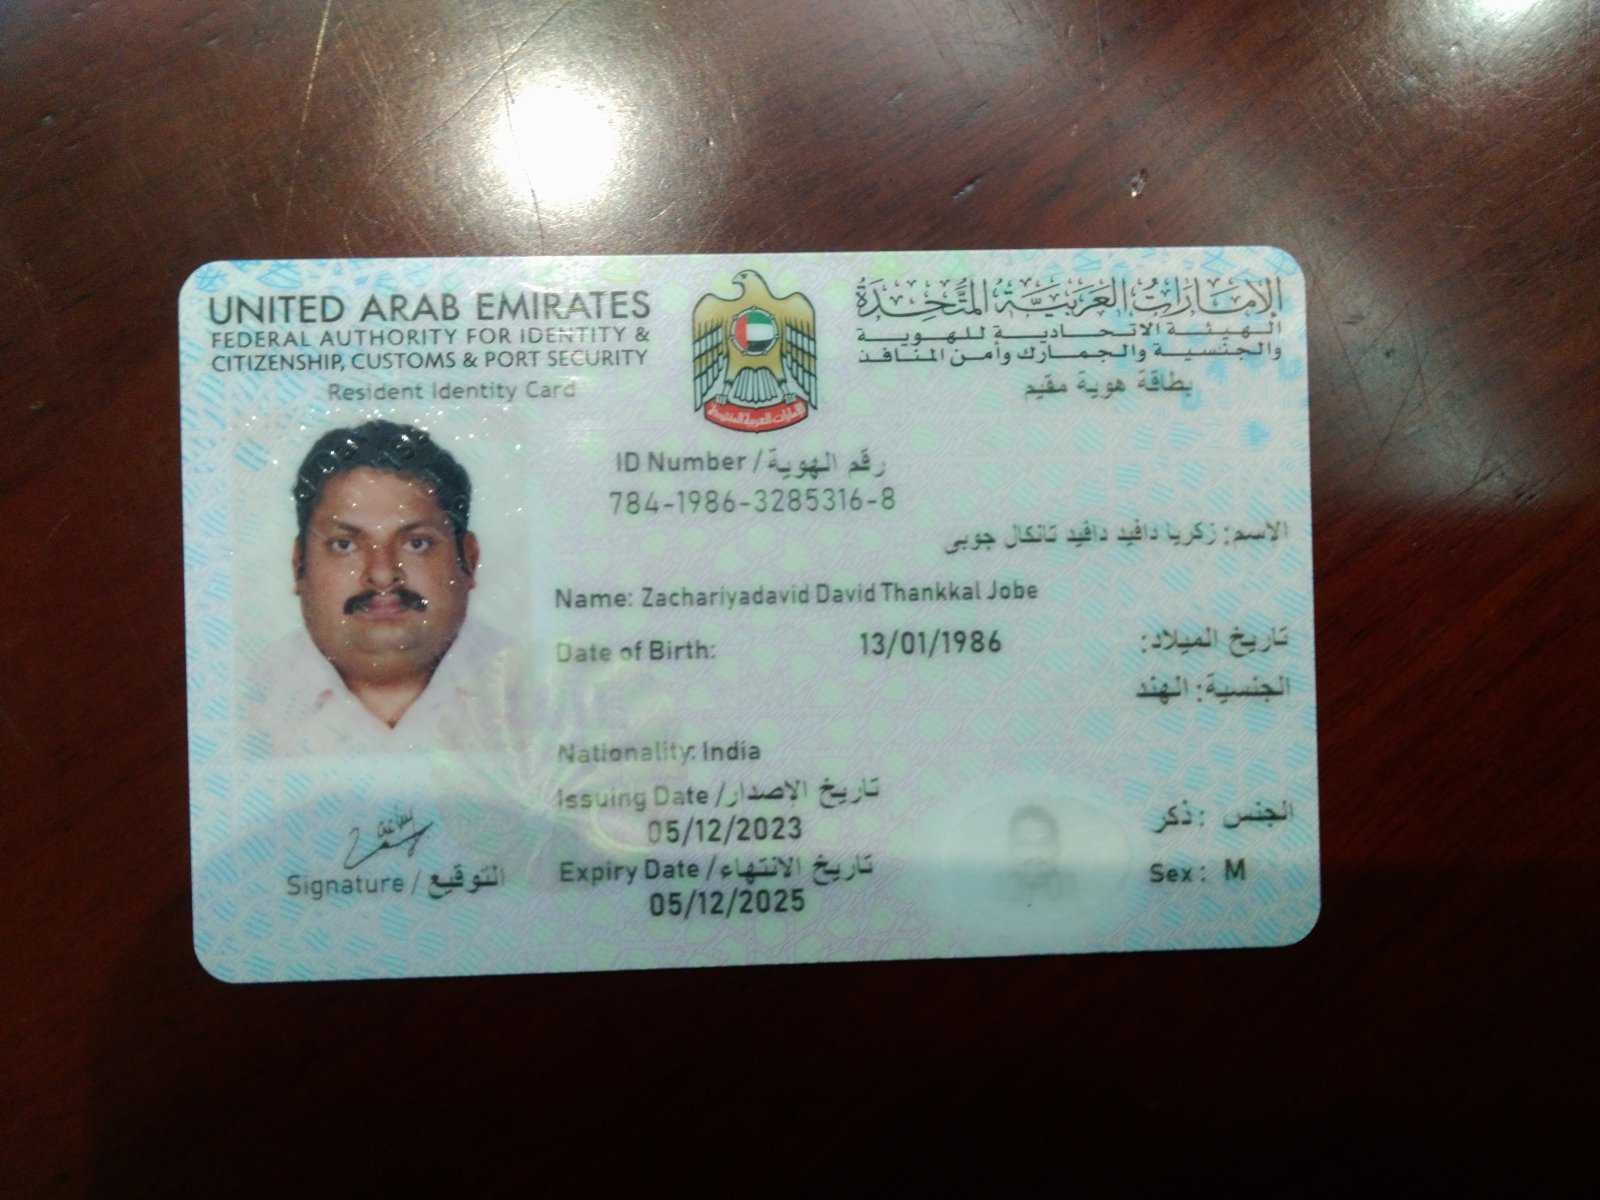 UNITED ARAB EMIRATES
FEDERAL AUTHORITY FOR IDENTITY &
CITIZENSHIP, CUSTOMS & PORT SECURITY
Resident Identity Card
الإمارات العربية المتحدة
الهيئة الاتحادية للهوية
والجنسية والجمارك وأمن المنافذ
بطاقة هوية مقيم
ID Number / رقم الهوية
784-1986-3285316-8
الاسم: زكريا دافيد دافيد تانكال جوبى
Name: Zachariyadavid David Thankkal Jobe
Date of Birth: 13/01/1986 تاريخ الميلاد:
الجنسية: الهند
Nationality: India
Issuing Date / تاريخ الإصدار
05/12/2023
الجنس : ذكر
Expiry Date / تاريخ الانتهاء
05/12/2025
Sex : M
Signature / التوقيع